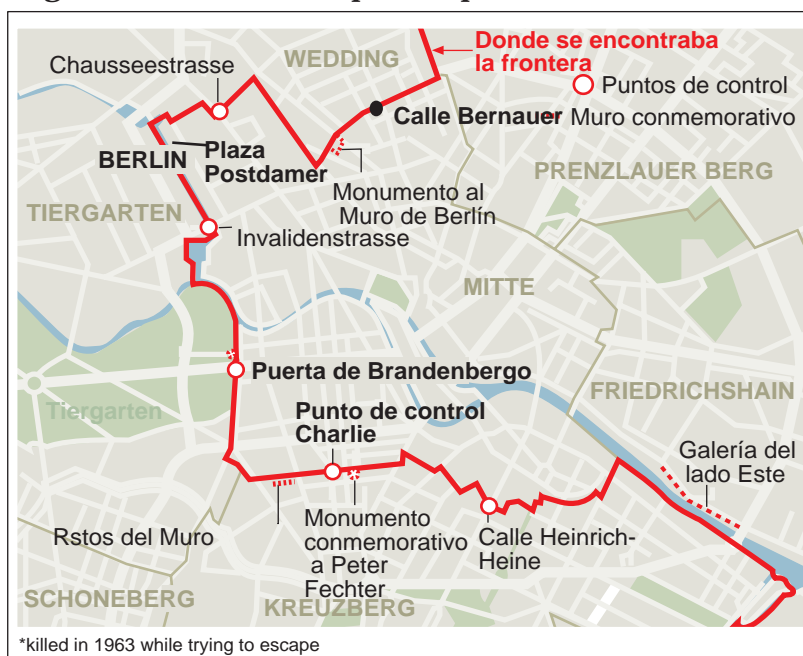 WEDDING
Donde se encontraba
la frontera
Chausseestrasse
Puntos de control
Calle Bernauer
Muro conmemorativo
BERLIN
Plaza
Postdamer
PRENZLAUER BERG
Monumento al
Muro de Berlín
TIERGARTEN
Invalidenstrasse
MITTE
Puerta de Brandenbergo
FRIEDRICHSHAIN
Tiergarten
Punto de control
Charlie
Galería del
lado Este
Rstos del Muro
Monumento
conmemorativo
a Peter
Fechter
Calle Heinrich-
Heine
SCHONEBERG
KREUZBERG
*killed in 1963 while trying to escape